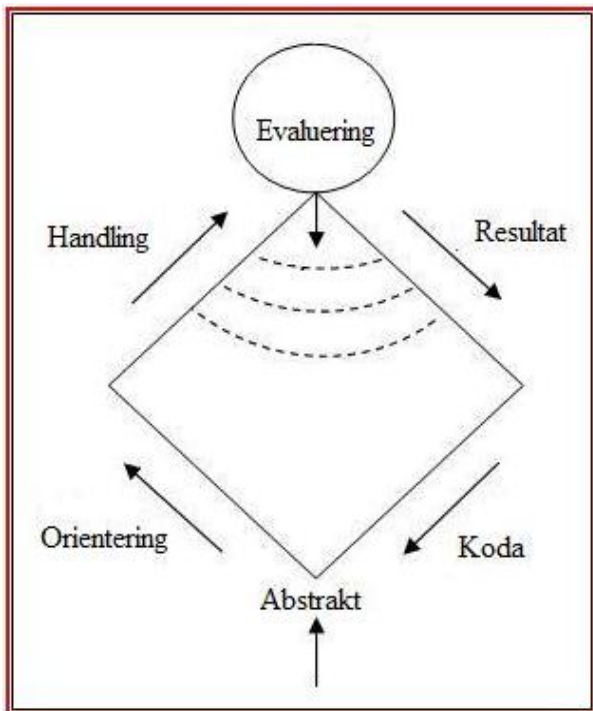 Evaluering
Handling
Resultat
Orientering
Koda
Abstrakt